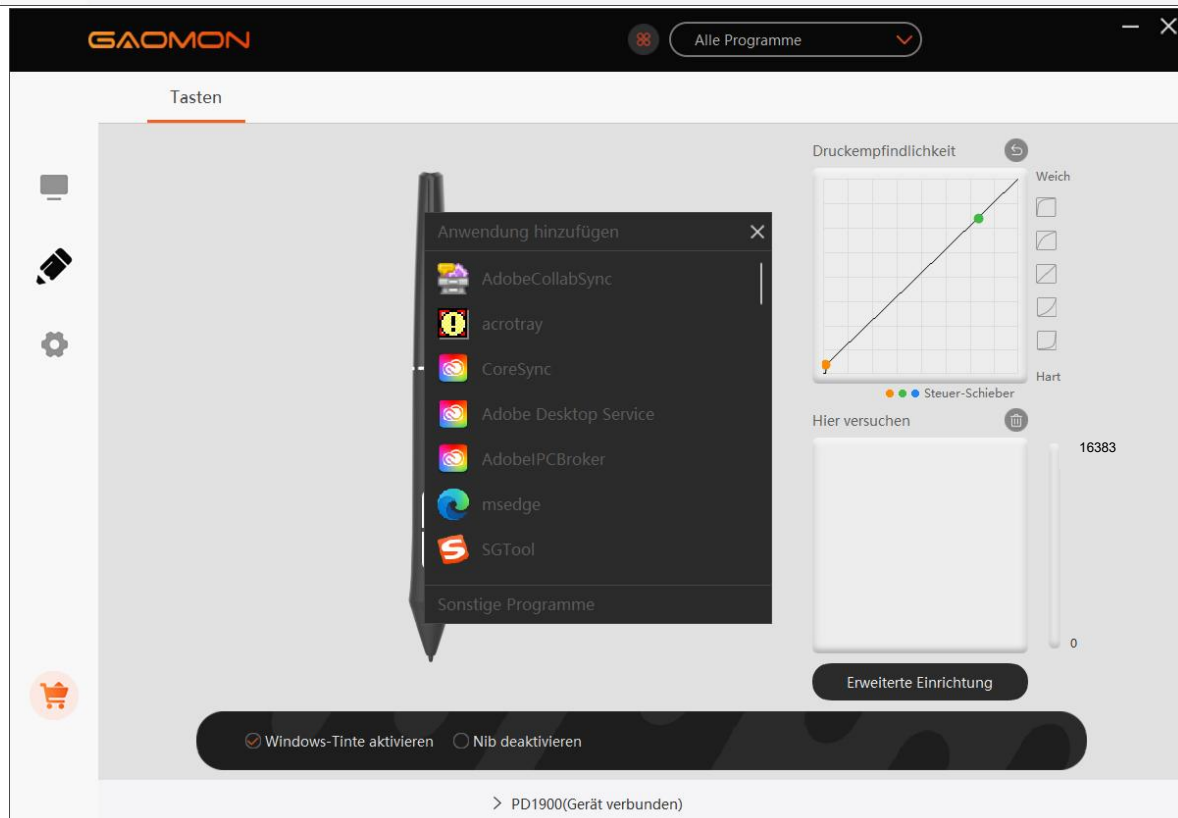 GAOMON
Alle Programme
Tasten
Druckempfindlichkeit
Weich
Anwendung hinzufügen
AdobeCollabSync
acrotray
CoreSync
Adobe Desktop Service
AdobeIPCBroker
msedge
SGTool
Sonstige Programme
Hart
Steuer-Schieber
Hier versuchen
16383
0
Erweiterte Einrichtung
Windows-Tinte aktivieren
Nib deaktivieren
PD1900(Gerät verbunden)